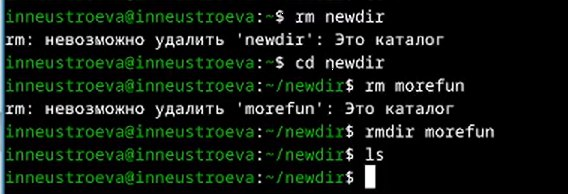 inneustroeva@inneustroeva:~$ rm newdir
rm: невозможно удалить 'newdir': Это каталог
inneustroeva@inneustroeva:~$ cd newdir
inneustroeva@inneustroeva:~/newdir$ rm morefun
rm: невозможно удалить 'morefun': Это каталог
inneustroeva@inneustroeva:~/newdir$ rmdir morefun
inneustroeva@inneustroeva:~/newdir$ ls
inneustroeva@inneustroeva:~/newdir$